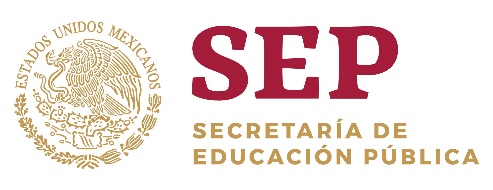 ESTADOS UNIDOS MEXICANOS
SEP
SECRETARÍA DE
EDUCACIÓN PÚBLICA